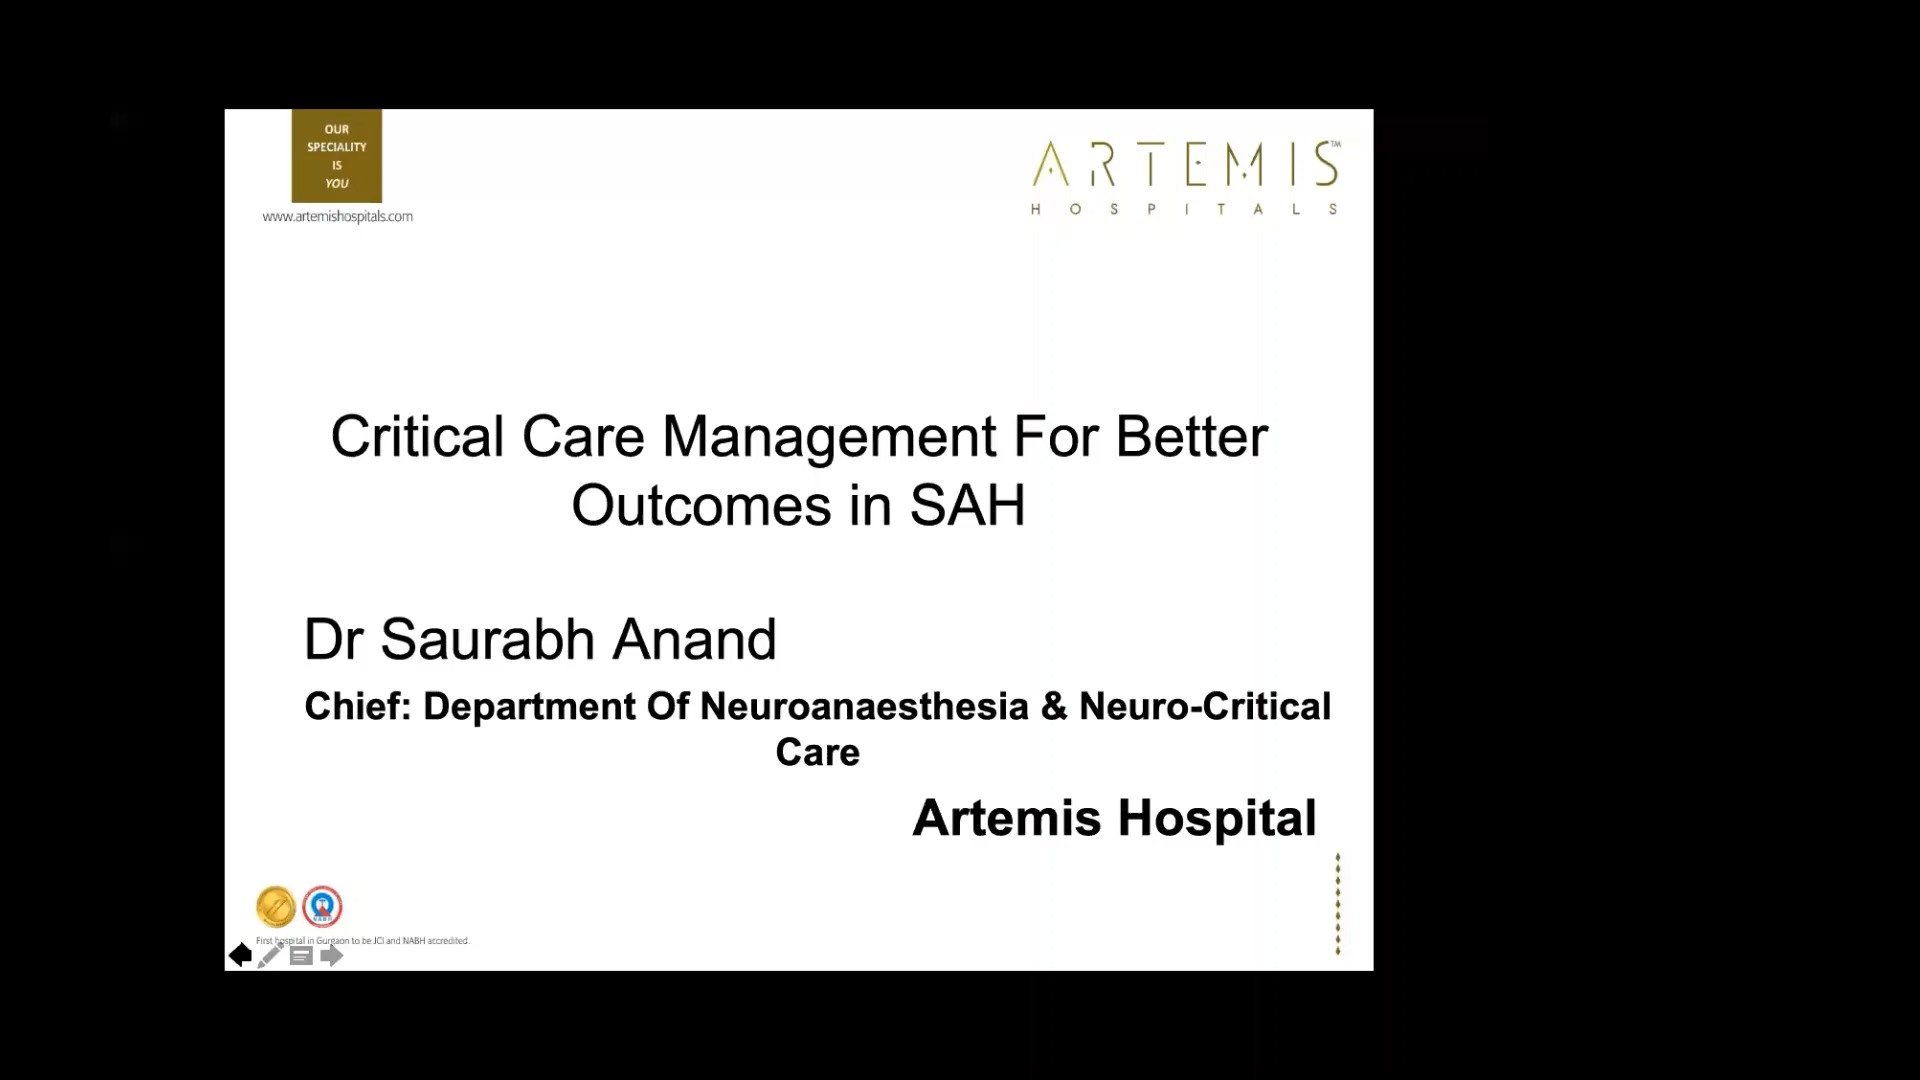 OUR
SPECIALITY
IS
YOU
www.artemishospitals.com
ARTEMIS™
HOSPITALS
Critical Care Management For Better
Outcomes in SAH
Dr Saurabh Anand
Chief: Department Of Neuroanaesthesia & Neuro-Critical
Care
Artemis Hospital
First hospital in Gurgaon to be JCI and NABH accredited.